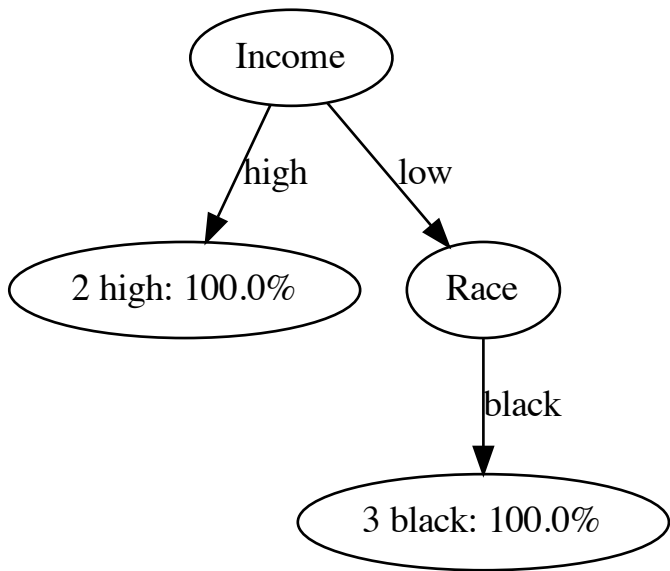 Income
high
low
2 high: 100.0%
Race
black
3 black: 100.0%